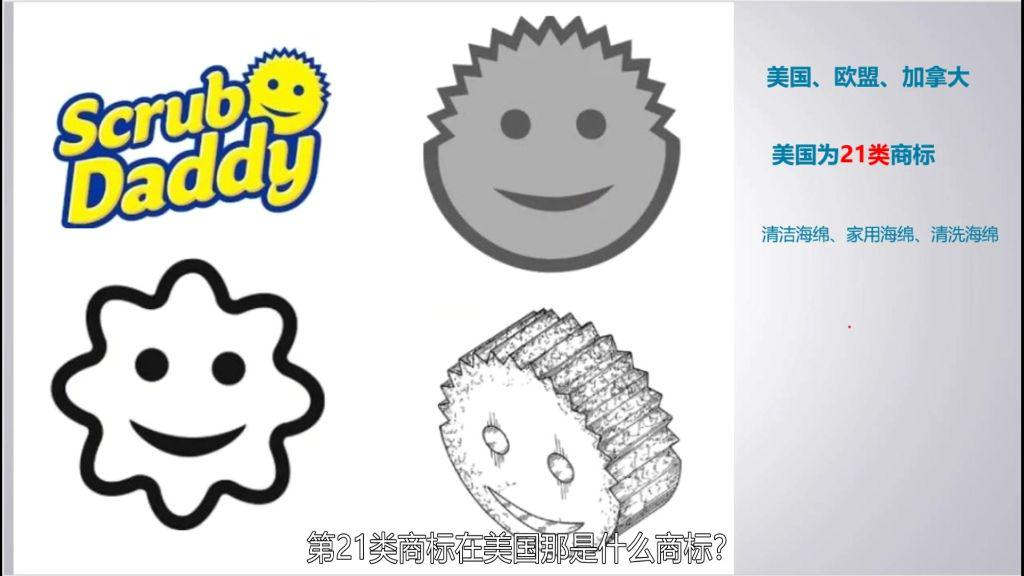 Scrub
Daddy
美国、欧盟、加拿大
美国为21类商标
清洁海绵、家用海绵、清洗海绵
第21类商标在美国那是什么商标?